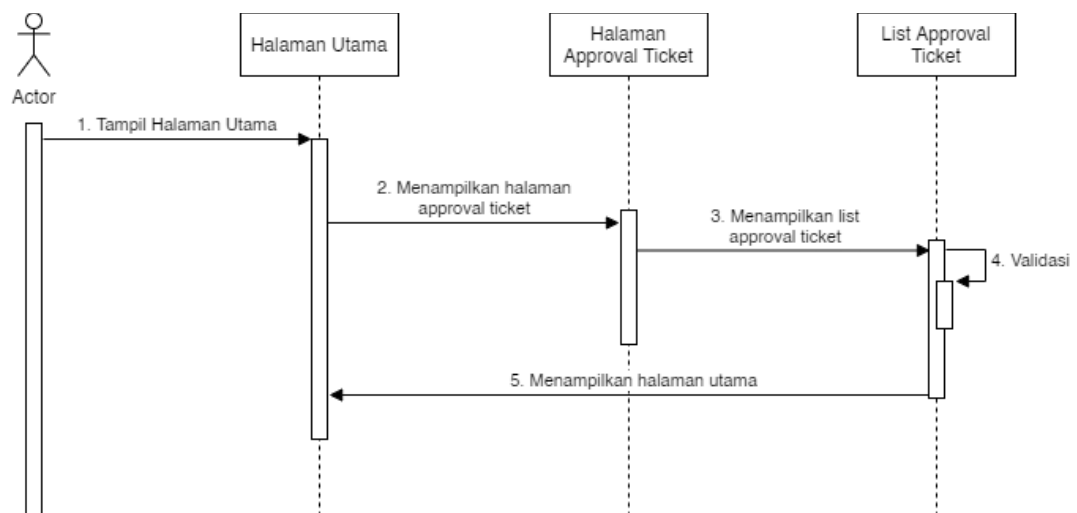 Halaman Utama
Halaman
Approval Ticket
List Approval
Ticket
Actor
1. Tampil Halaman Utama
2. Menampilkan halaman
approval ticket
3. Menampilkan list
approval ticket
4. Validasi
5. Menampilkan halaman utama